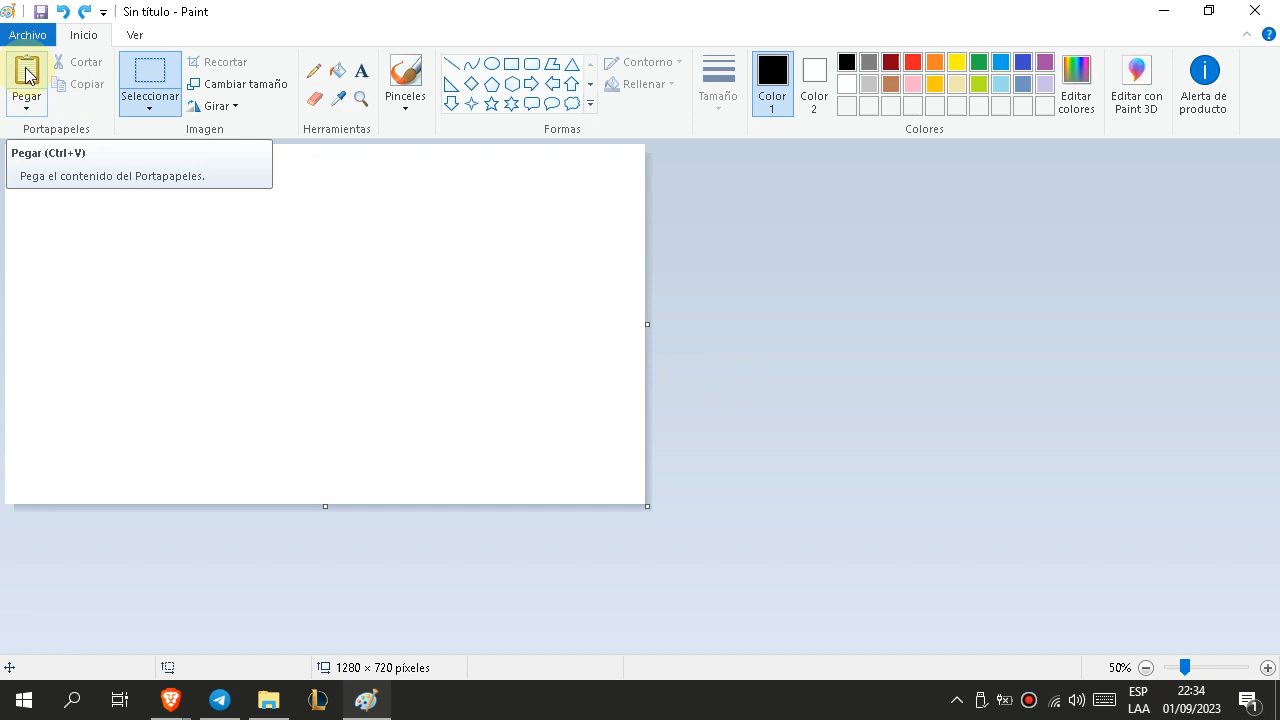 Sin título - Paint
Archivo
Inicio
Ver
Pegar
Cortar
Copiar
Portapapeles
Seleccionar
Recortar
Cambiar tamaño
Girar
Imagen
A
Herramientas
Pinceles
Contorno
Rellenar
Formas
Tamaño
Color 1
Color 2
Editar colores
Colores
Editar con Paint 3D
Alerta de producto
Pegar (Ctrl+V)
Pega el contenido del Portapapeles.
1280 × 720 píxeles
50%
ESP
LAA
22:34
01/09/2023
1